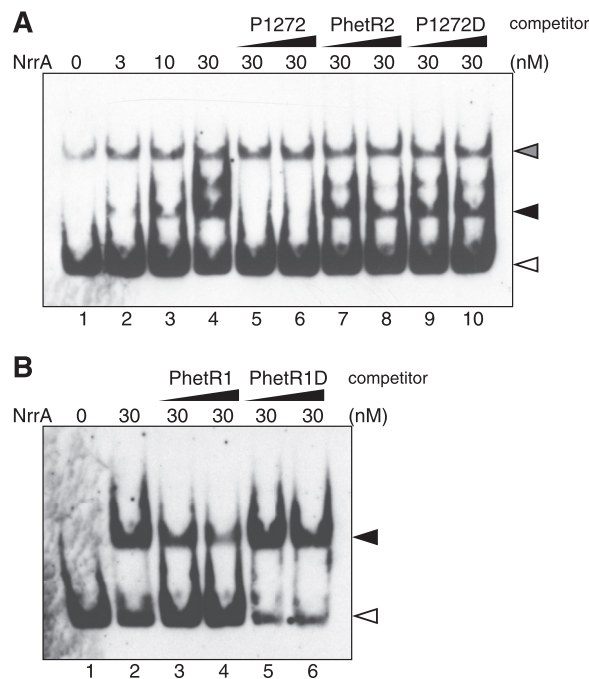 A
P1272 PhetR2 P1272D competitor
NrrA 0 3 10 30 30 30 30 30 30 30 (nM)
1 2 3 4 5 6 7 8 9 10
B
PhetR1 PhetR1D competitor
NrrA 0 30 30 30 30 30 (nM)
1 2 3 4 5 6